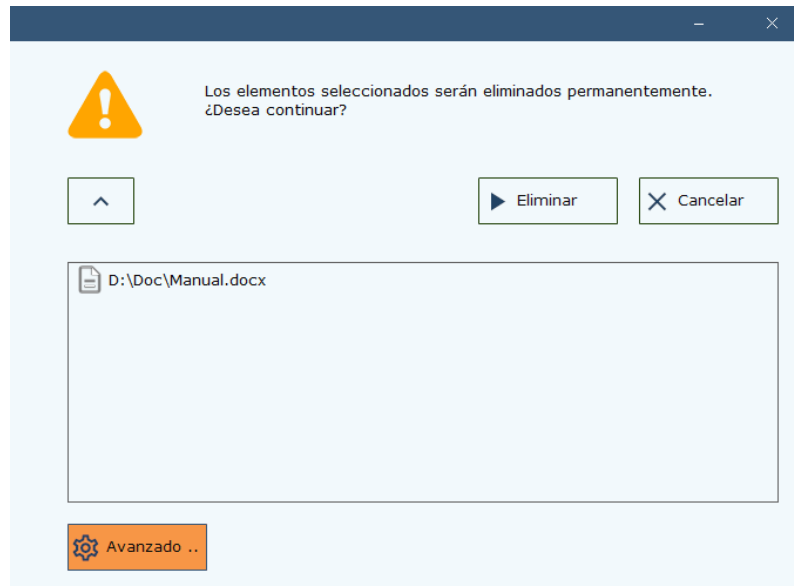 Los elementos seleccionados serán eliminados permanentemente.
¿Desea continuar?
Eliminar
Cancelar
D:\Doc\Manual.docx
Avanzado ..